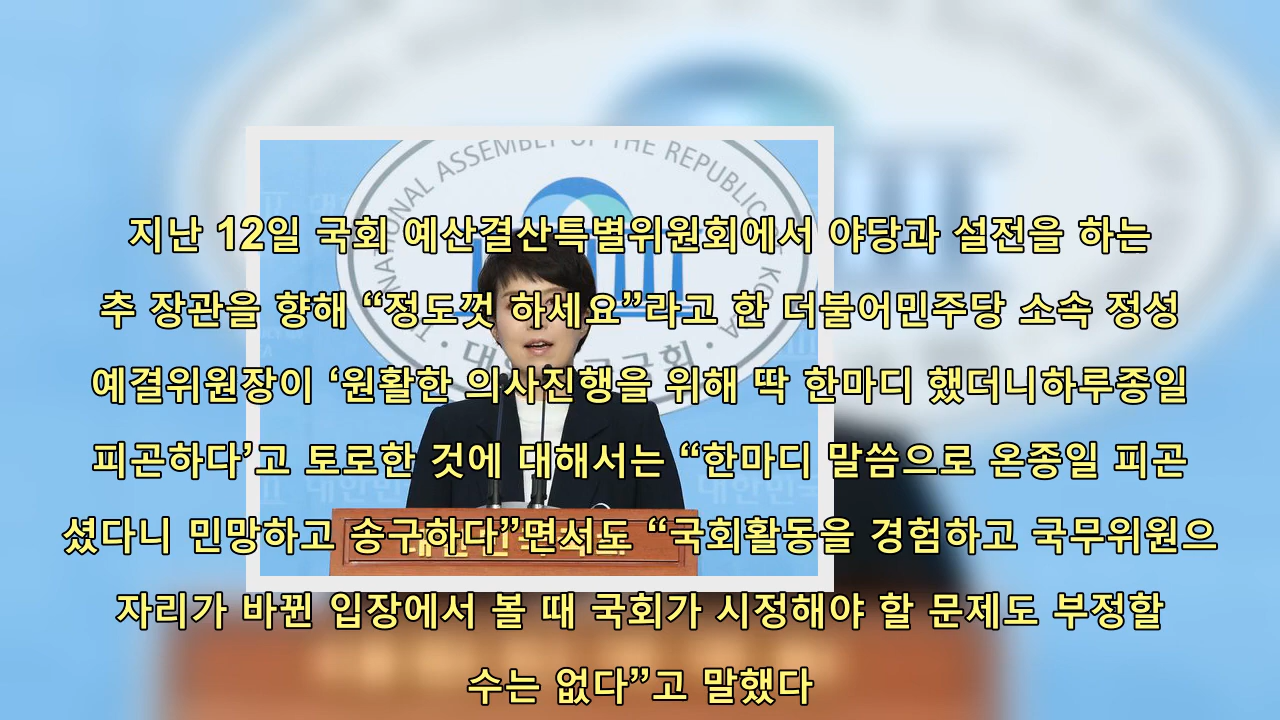 THE NATIONAL ASSEMBLY OF THE REPUBLIC OF KOREA
지난 12일 국회 예산결산특별위원회에서 야당과 설전을 하는
추 장관을 향해 “정도껏 하세요”라고 한 더불어민주당 소속 정성
예결위원장이 ‘원활한 의사진행을 위해 딱 한마디 했더니하루종일
피곤하다’고 토로한 것에 대해서는 “한마디 말씀으로 온종일 피곤
셨다니 민망하고 송구하다”면서도 “국회활동을 경험하고 국무위원으
자리가 바뀐 입장에서 볼 때 국회가 시정해야 할 문제도 부정할
수는 없다”고 말했다